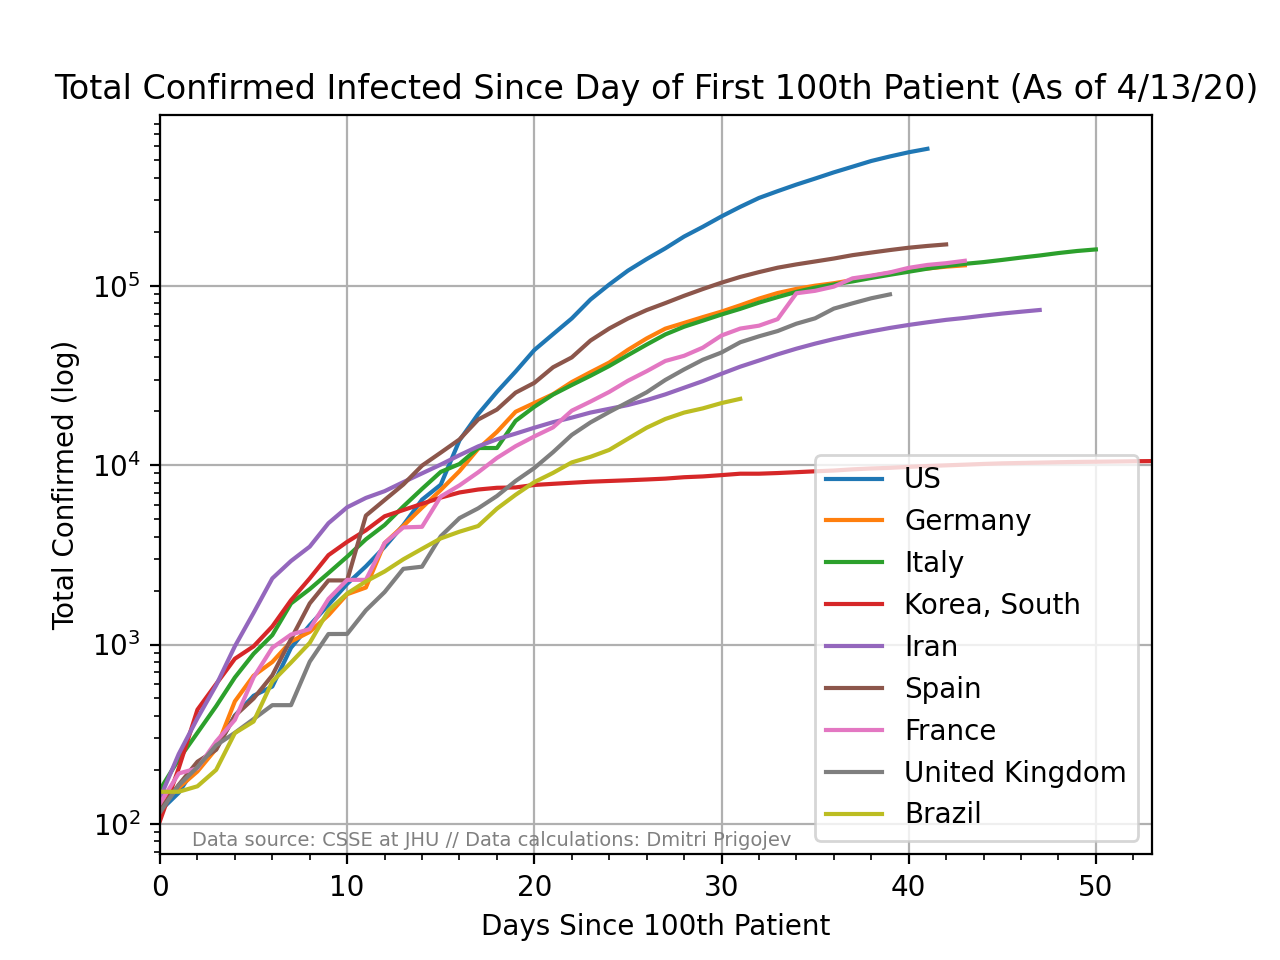 Total Confirmed Infected Since Day of First 100th Patient (As of 4/13/20)
Total Confirmed (log)
10^5
10^4
10^3
10^2
US
Germany
Italy
Korea, South
Iran
Spain
France
United Kingdom
Brazil
Data source: CSSE at JHU // Data calculations: Dmitri Prigojev
0 10 20 30 40 50
Days Since 100th Patient